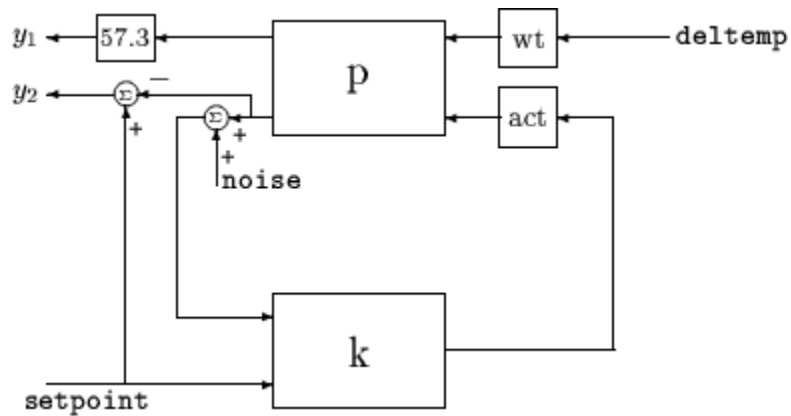 y₁ 57.3 p wt deltemp
y₂ Σ −
Σ + act
+ +
noise
k
setpoint